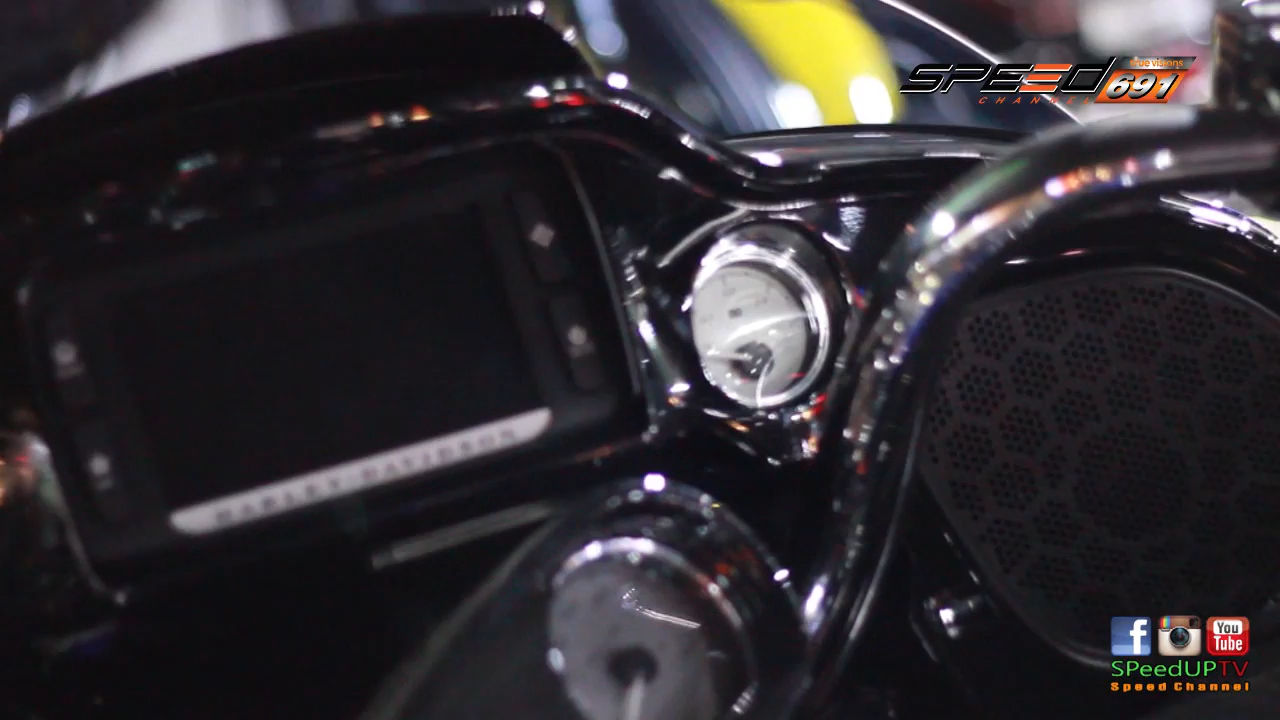 true visions
SPEED
691
CHANNEL
HARLEY-DAVIDSON
f
You
Tube
SPeedUPTV
Speed Channel